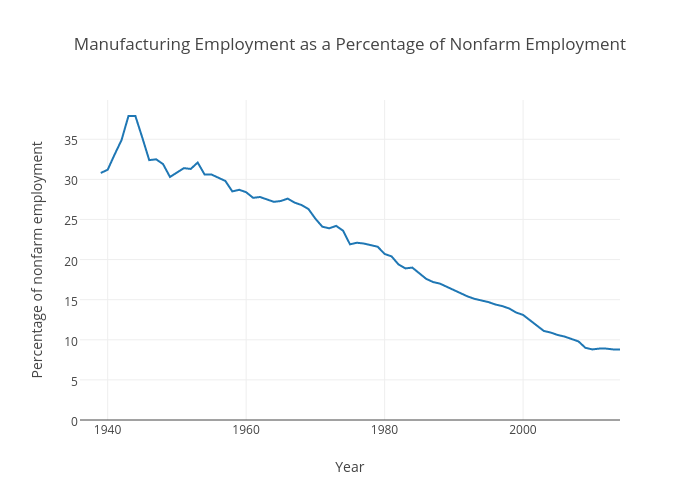 Manufacturing Employment as a Percentage of Nonfarm Employment
Percentage of nonfarm employment
35
30
25
20
15
10
5
0
1940 1960 1980 2000
Year